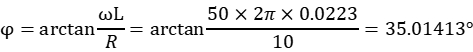 φ = arctan ωL/R = arctan (50 × 2π × 0.0223)/10 = 35.01413°